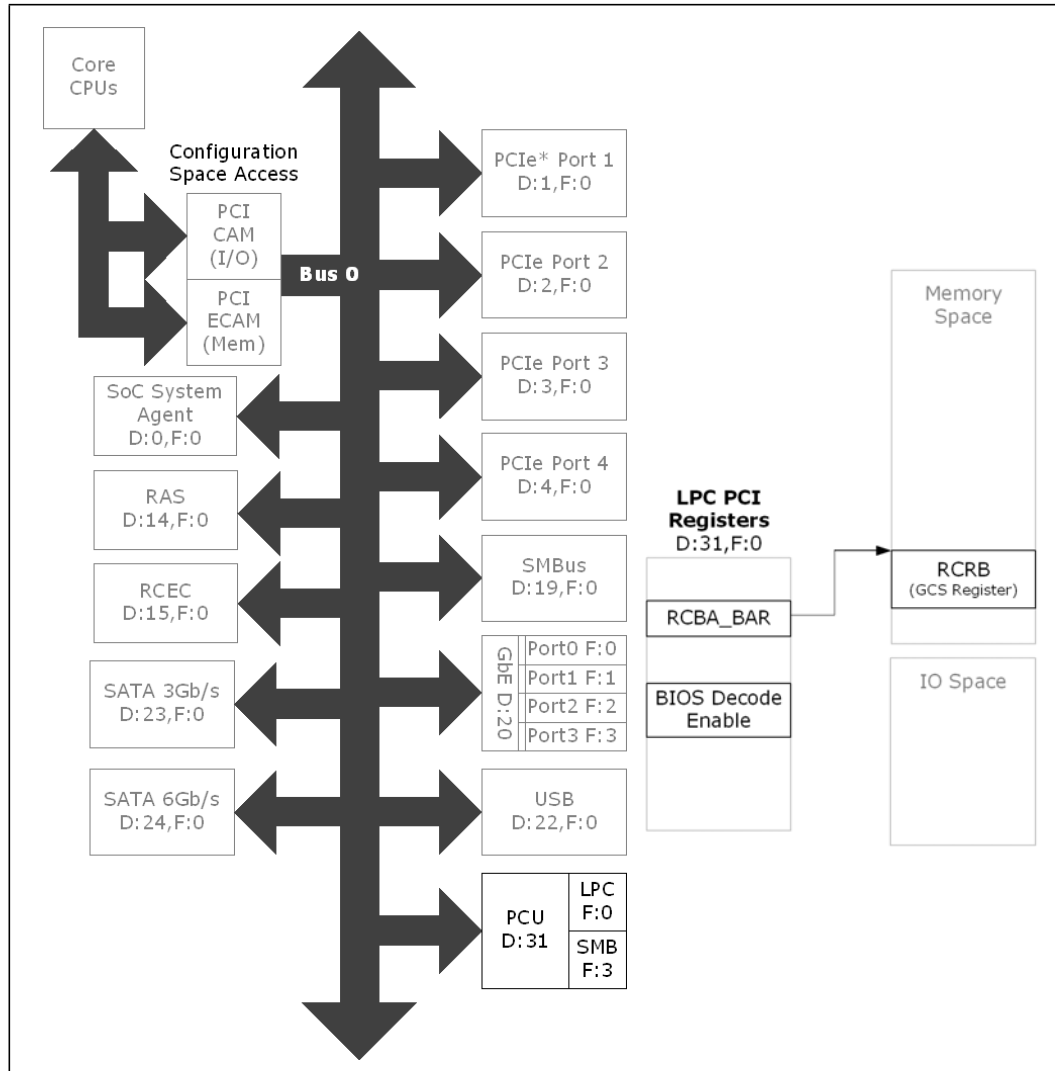 Core
CPUs
Configuration
Space Access
PCI
CAM
(I/O)
PCI
ECAM
(Mem)
Bus 0
SoC System
Agent
D:0,F:0
RAS
D:14,F:0
RCEC
D:15,F:0
SATA 3Gb/s
D:23,F:0
SATA 6Gb/s
D:24,F:0
PCIe* Port 1
D:1,F:0
PCIe Port 2
D:2,F:0
PCIe Port 3
D:3,F:0
PCIe Port 4
D:4,F:0
SMBus
D:19,F:0
GbE D:20
Port0 F:0
Port1 F:1
Port2 F:2
Port3 F:3
USB
D:22,F:0
PCU
D:31
LPC
F:0
SMB
F:3
LPC PCI
Registers
D:31,F:0
RCBA_BAR
BIOS Decode
Enable
Memory
Space
RCRB
(GCS Register)
IO Space